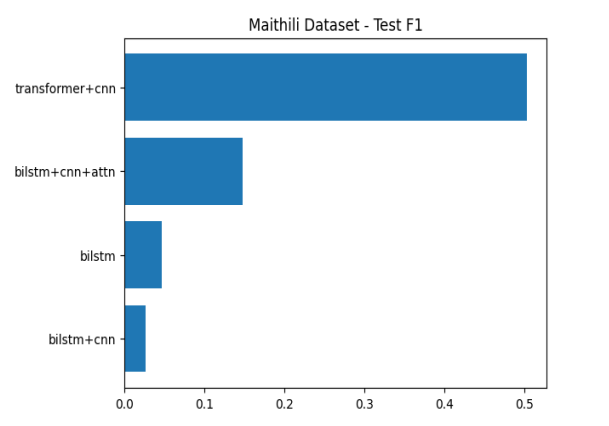 Maithili Dataset - Test F1
transformer+cnn
bilstm+cnn+attn
bilstm
bilstm+cnn
0.0 0.1 0.2 0.3 0.4 0.5